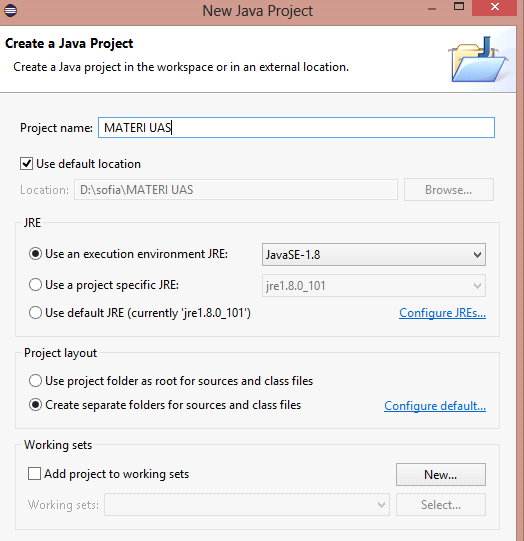 New Java Project
Create a Java Project
Create a Java project in the workspace or in an external location.
Project name: MATERI UAS
Use default location
Location: D:\sofia\MATERI UAS Browse...
JRE
Use an execution environment JRE: JavaSE-1.8
Use a project specific JRE: jre1.8.0_101
Use default JRE (currently 'jre1.8.0_101') Configure JREs...
Project layout
Use project folder as root for sources and class files
Create separate folders for sources and class files Configure default...
Working sets
Add project to working sets New...
Working sets: Select...